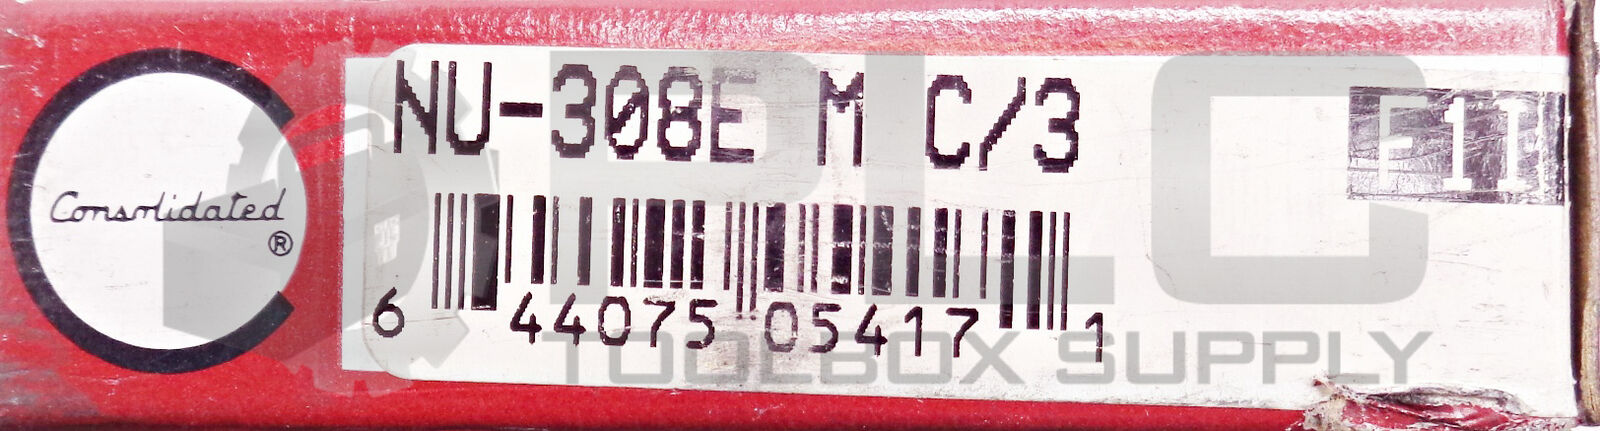 Consolidated
®
NU-308E M C/3
F11
6 44075 05417 1
PLC
TOOLBOX SUPPLY